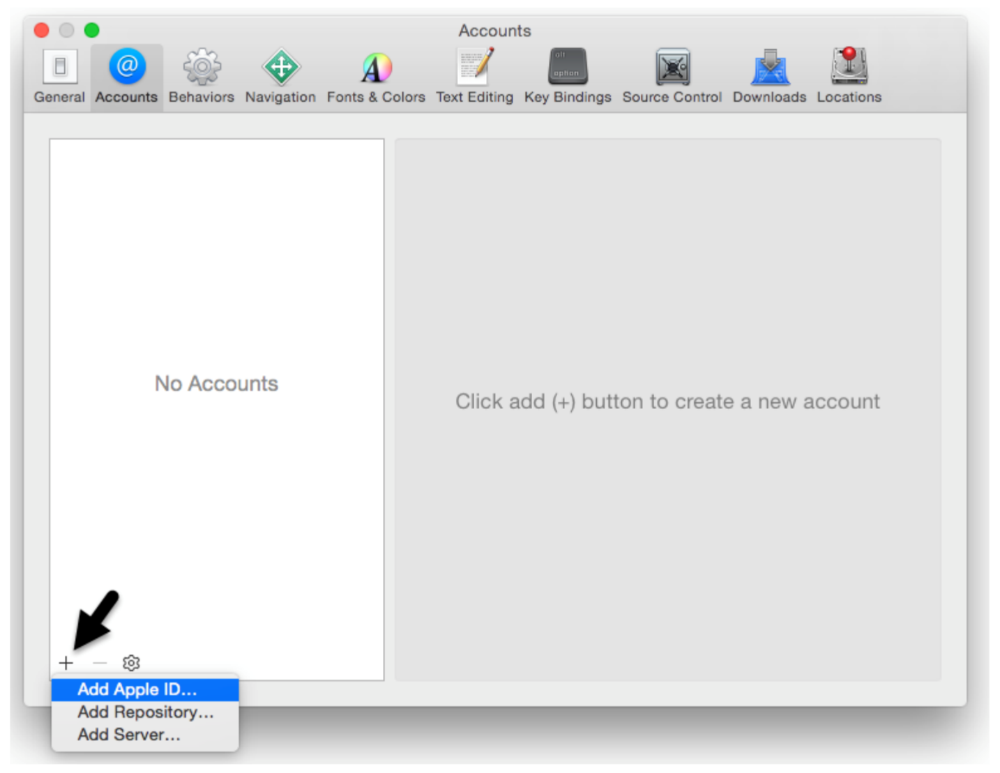 Accounts
alt
option
General Accounts Behaviors Navigation Fonts & Colors Text Editing Key Bindings Source Control Downloads Locations
No Accounts
Click add (+) button to create a new account
Add Apple ID...
Add Repository...
Add Server...